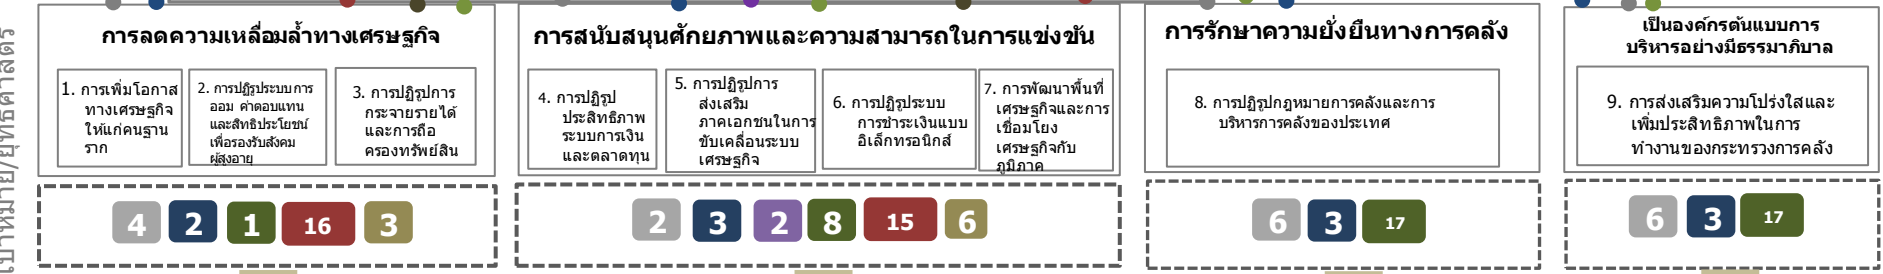 เป้าหมาย/ยุทธศาสตร์
การลดความเหลื่อมล้ำทางเศรษฐกิจ
1. การเพิ่มโอกาส
ทางเศรษฐกิจ
ให้แก่คนฐาน
ราก
2. การปฏิรูประบบการ
ออม ค่าตอบแทน
และสิทธิประโยชน์
เพื่อรองรับสังคม
ผู้สูงอายุ
3. การปฏิรูปการ
กระจายรายได้
และการถือ
ครองทรัพย์สิน
4 2 1 16 3
การสนับสนุนศักยภาพและความสามารถในการแข่งขัน
4. การปฏิรูป
ประสิทธิภาพ
ระบบการเงิน
และตลาดทุน
5. การปฏิรูปการ
ส่งเสริม
ภาคเอกชนในการ
ขับเคลื่อนระบบ
เศรษฐกิจ
6. การปฏิรูประบบ
การชำระเงินแบบ
อิเล็กทรอนิกส์
7. การพัฒนาพื้นที่
เศรษฐกิจและการ
เชื่อมโยง
เศรษฐกิจกับ
ภูมิภาค
2 3 2 8 15 6
การรักษาความยั่งยืนทางการคลัง
8. การปฏิรูปกฎหมายการคลังและการ
บริหารการคลังของประเทศ
6 3 17
เป็นองค์กรต้นแบบการ
บริหารอย่างมีธรรมาภิบาล
9. การส่งเสริมความโปร่งใสและ
เพิ่มประสิทธิภาพในการ
ทำงานของกระทรวงการคลัง
6 3 17